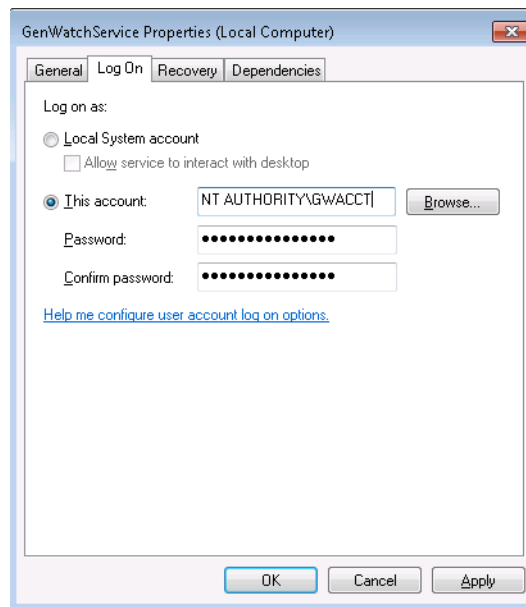 GenWatchService Properties (Local Computer)
General Log On Recovery Dependencies
Log on as:
Local System account
Allow service to interact with desktop
This account: NT AUTHORITY\GWACCT Browse...
Password: •••••••••••••••
Confirm password: •••••••••••••••
Help me configure user account log on options.
OK Cancel Apply